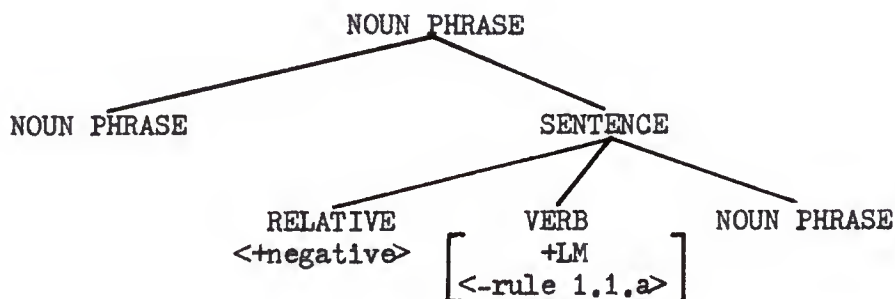 NOUN PHRASE
NOUN PHRASE SENTENCE
RELATIVE VERB NOUN PHRASE
<+negative> +LM
<-rule 1.1.a>